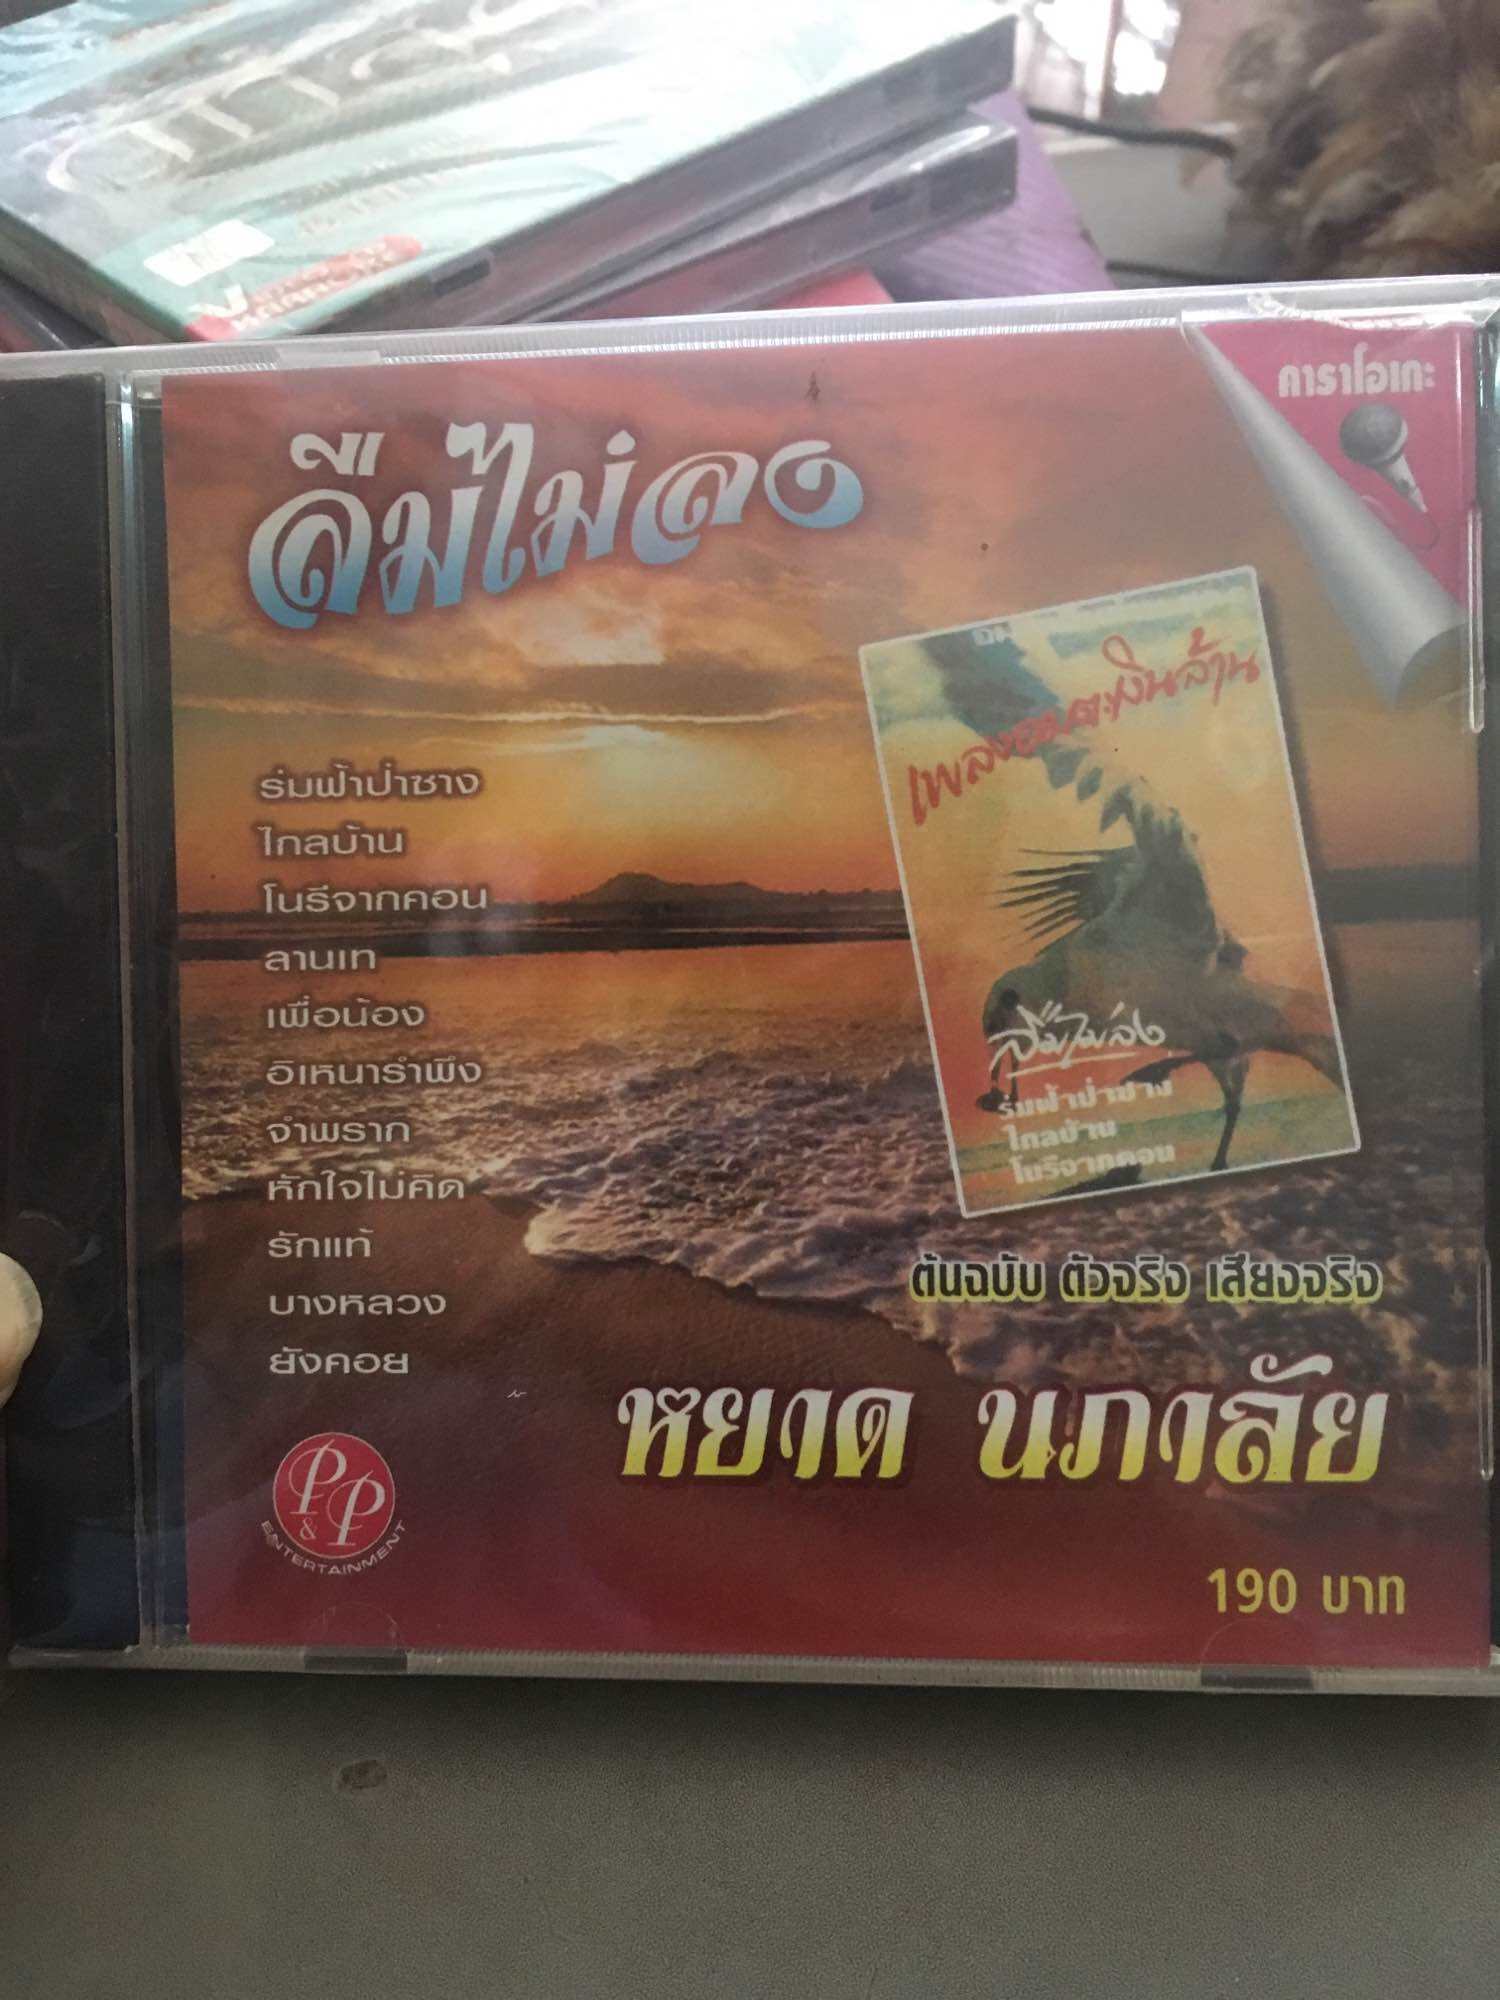 คาราโอเกะ
ลืมไม่ลง
เพลงอมตะเงินล้าน
ลืมไม่ลง
ร่มฟ้าป่าซาง
ไกลบ้าน
โนรีจากคอน
ร่มฟ้าป่าซาง
ไกลบ้าน
โนรีจากคอน
ลานเท
เพื่อน้อง
อิเหนารำพึง
จำพราก
หักใจไม่คิด
รักแท้
บางหลวง
ยังคอย
ต้นฉบับ ตัวจริง เสียงจริง
หยาด นภาลัย
P&P
ENTERTAINMENT
190 บาท